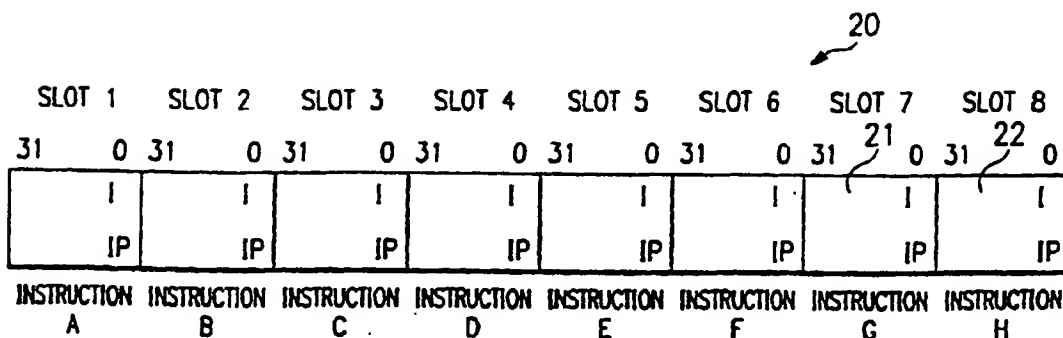 20
SLOT 1 SLOT 2 SLOT 3 SLOT 4 SLOT 5 SLOT 6 SLOT 7 SLOT 8
31 0 31 0 31 0 31 0 31 0 31 0 31 21 0 31 22 0
I I I I I I I I
IP IP IP IP IP IP IP IP
INSTRUCTION INSTRUCTION INSTRUCTION INSTRUCTION INSTRUCTION INSTRUCTION INSTRUCTION INSTRUCTION
A B C D E F G H